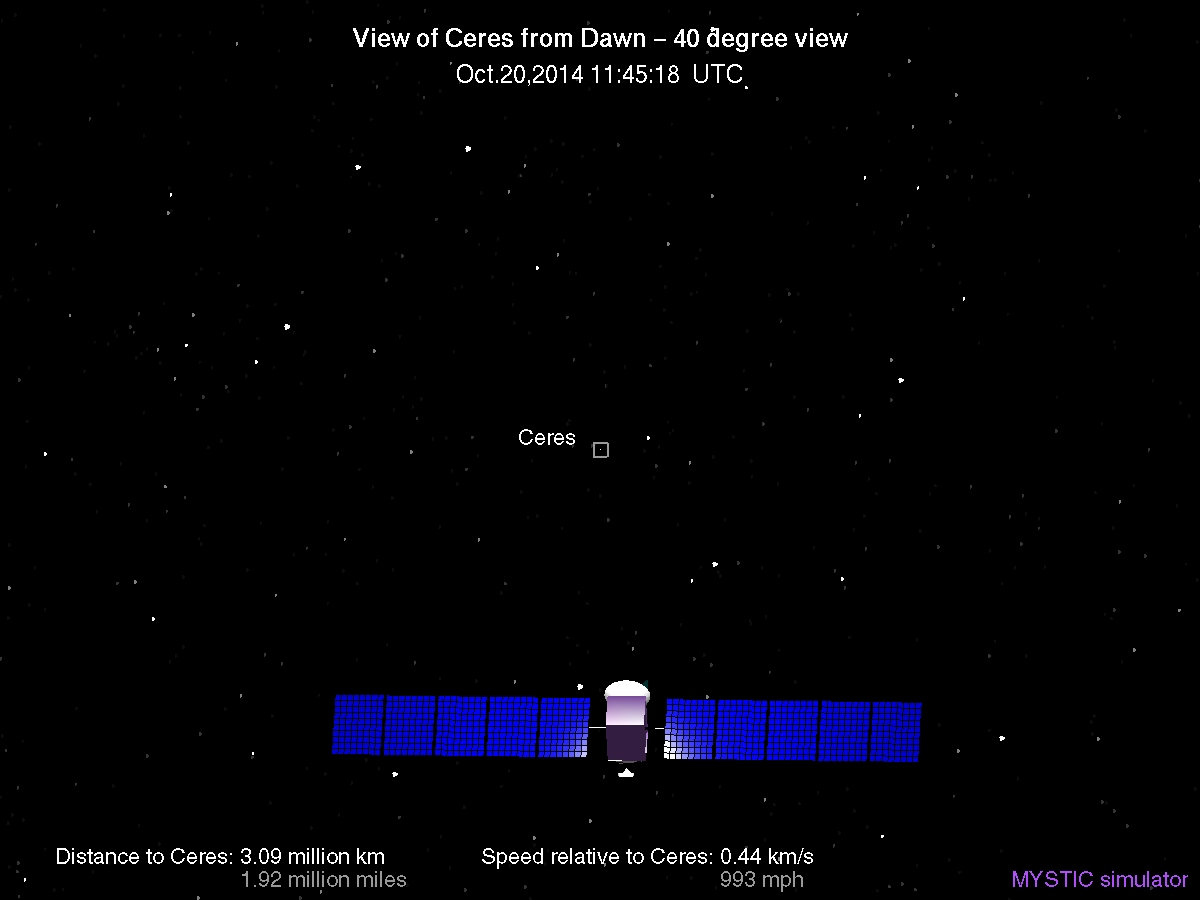 View of Ceres from Dawn – 40 degree view
Oct.20,2014 11:45:18 UTC
Ceres
Distance to Ceres: 3.09 million km
1.92 million miles
Speed relative to Ceres: 0.44 km/s
993 mph
MYSTIC simulator